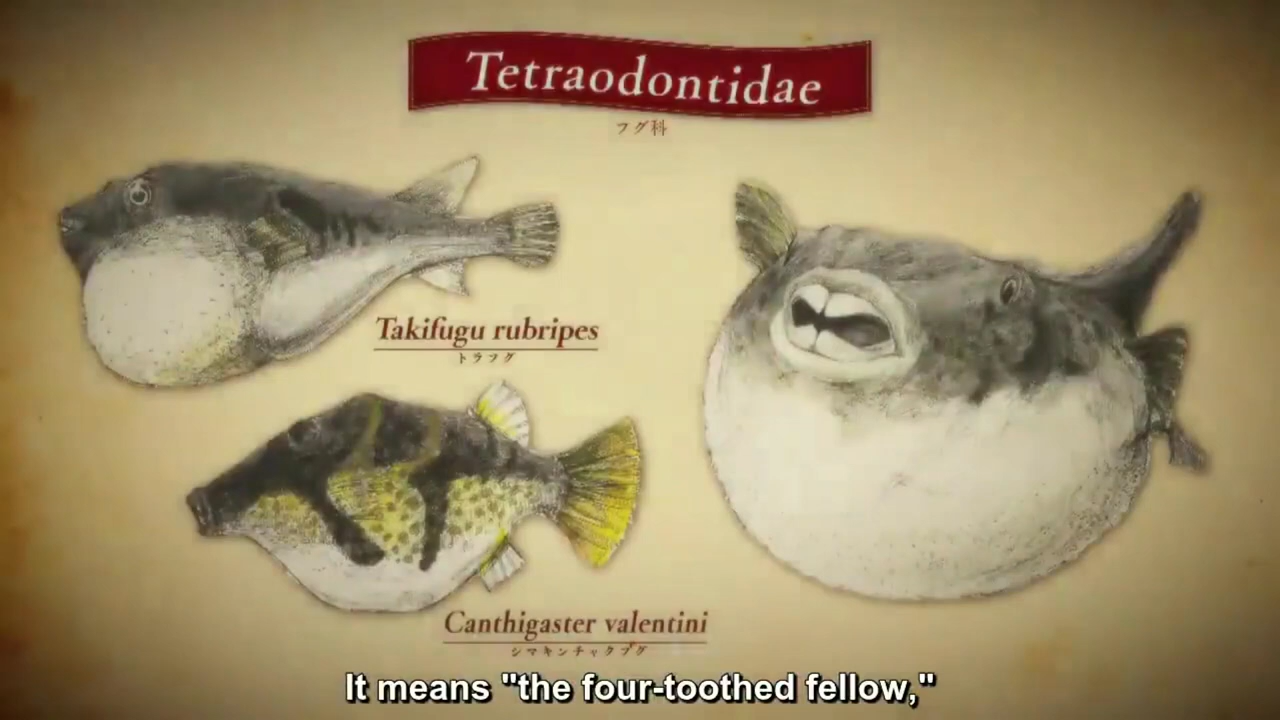 Tetraodontidae
フグ科
Takifugu rubripes
トラフグ
Canthigaster valentini
シマキンチャクフグ
It means "the four-toothed fellow,"